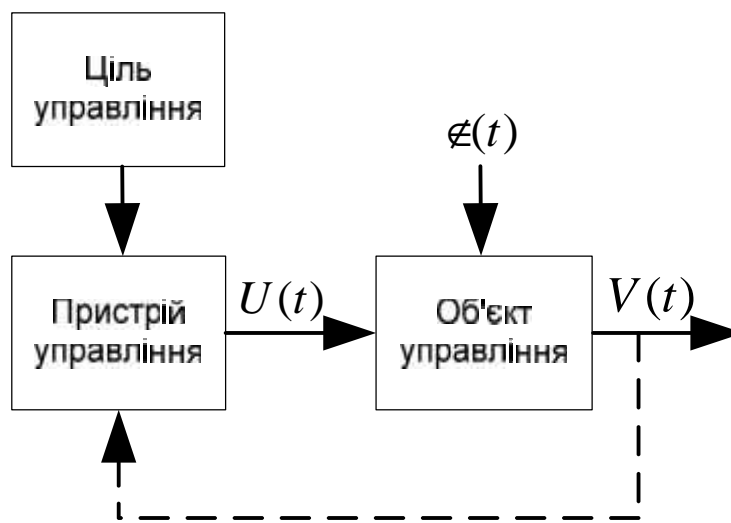 Ціль
управління
∉(t)
Пристрій
управління
U(t)
Об'єкт
управління
V(t)